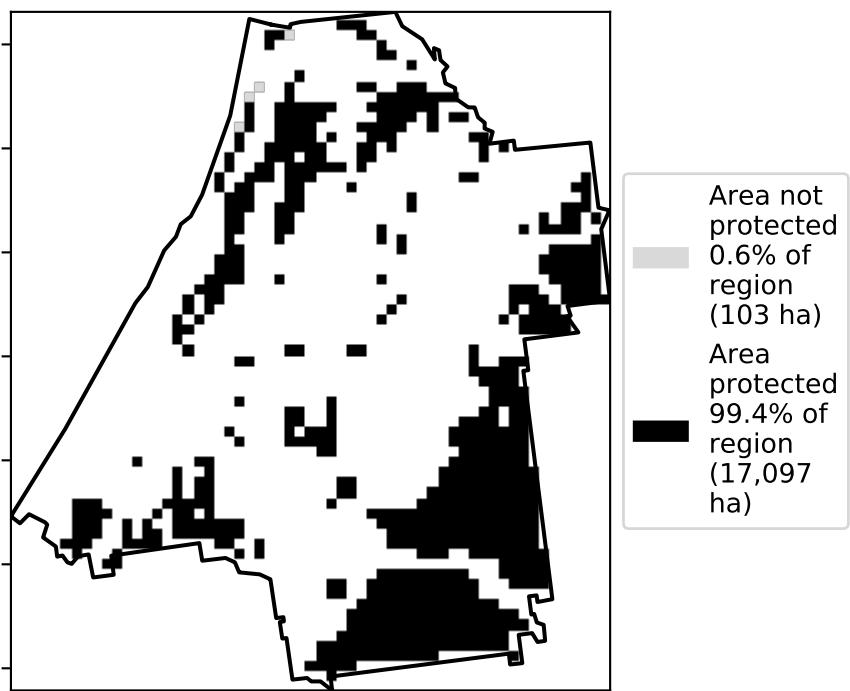 Area not
protected
0.6% of
region
(103 ha)
Area
protected
99.4% of
region
(17,097
ha)